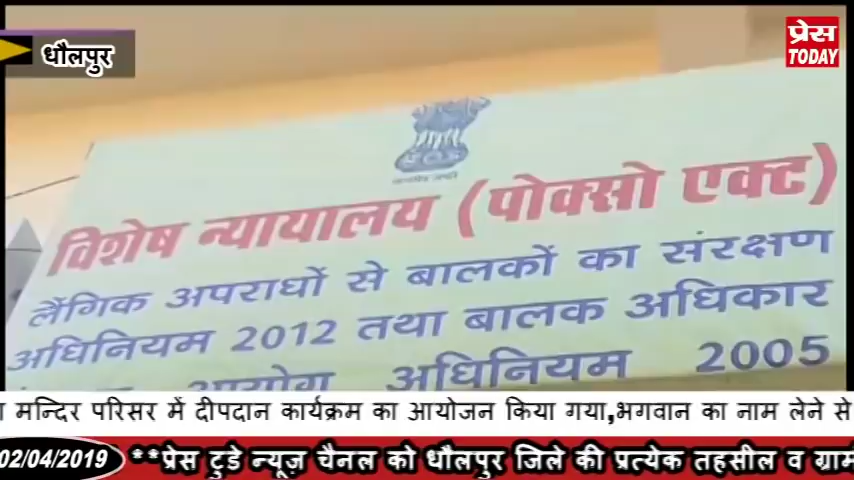 धौलपुर
प्रेस
TODAY
विशेष न्यायालय (पोक्सो एक्ट)
लैंगिक अपराधों से बालकों का संरक्षण
अधिनियम 2012 तथा बालक अधिकार
आयोग अधिनियम 2005
मन्दिर परिसर में दीपदान कार्यक्रम का आयोजन किया गया,भगवान का नाम लेने से
02/04/2019 **प्रेस टुडे न्यूज़ चैनल को धौलपुर जिले की प्रत्येक तहसील व